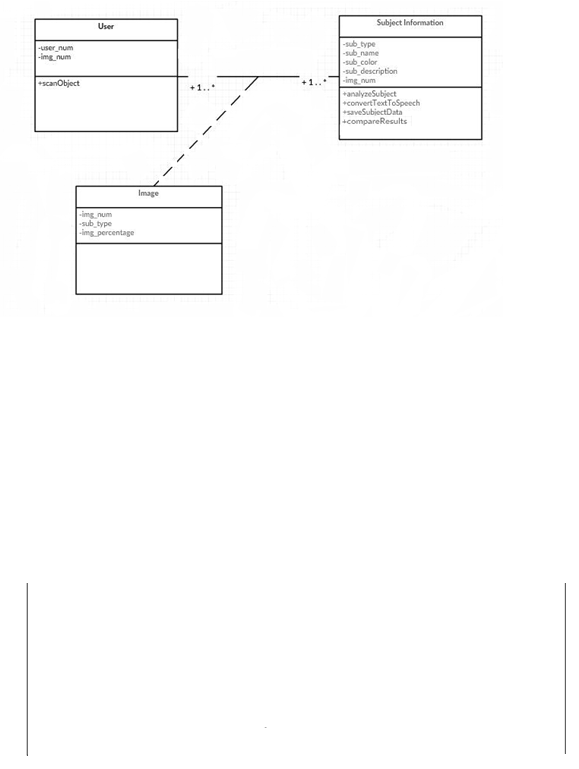 User
-user_num
-img_num
+scanObject
+ 1..*
+ 1..*
Subject Information
-sub_type
-sub_name
-sub_color
-sub_description
-img_num
+analyzeSubject
+convertTextToSpeech
+saveSubjectData
+compareResults
Image
-img_num
-sub_type
-img_percentage